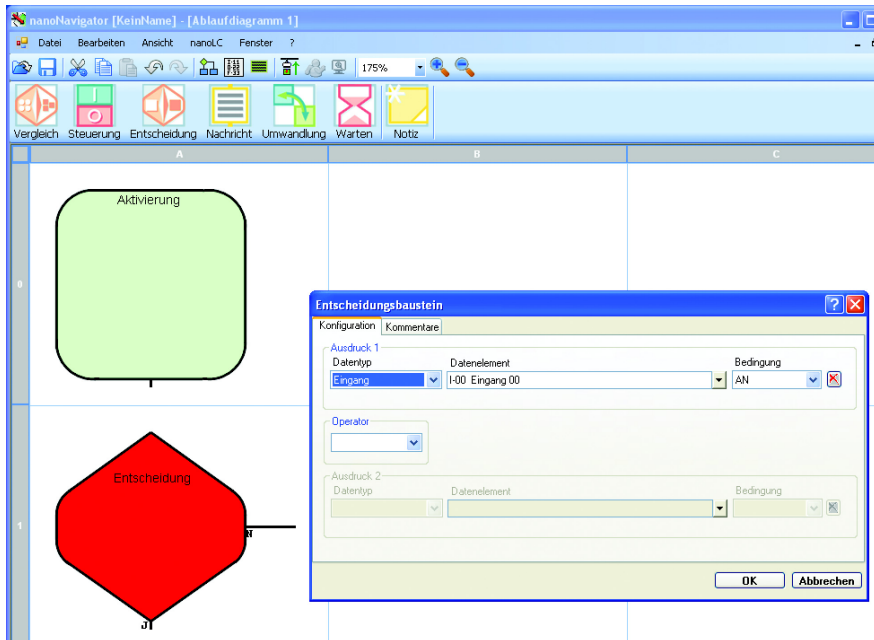 nanoNavigator [KeinName] - [Ablaufdiagramm 1]
Datei Bearbeiten Ansicht nanoLC Fenster ?
175%
Vergleich Steuerung Entscheidung Nachricht Umwandlung Warten Notiz
A B C
0
Aktivierung
1
Entscheidung
N
J
Entscheidungsbaustein
Konfiguration Kommentare
Ausdruck 1
Datentyp Datenelement Bedingung
Eingang I-00 Eingang 00 AN
Operator
Ausdruck 2
Datentyp Datenelement Bedingung
OK Abbrechen